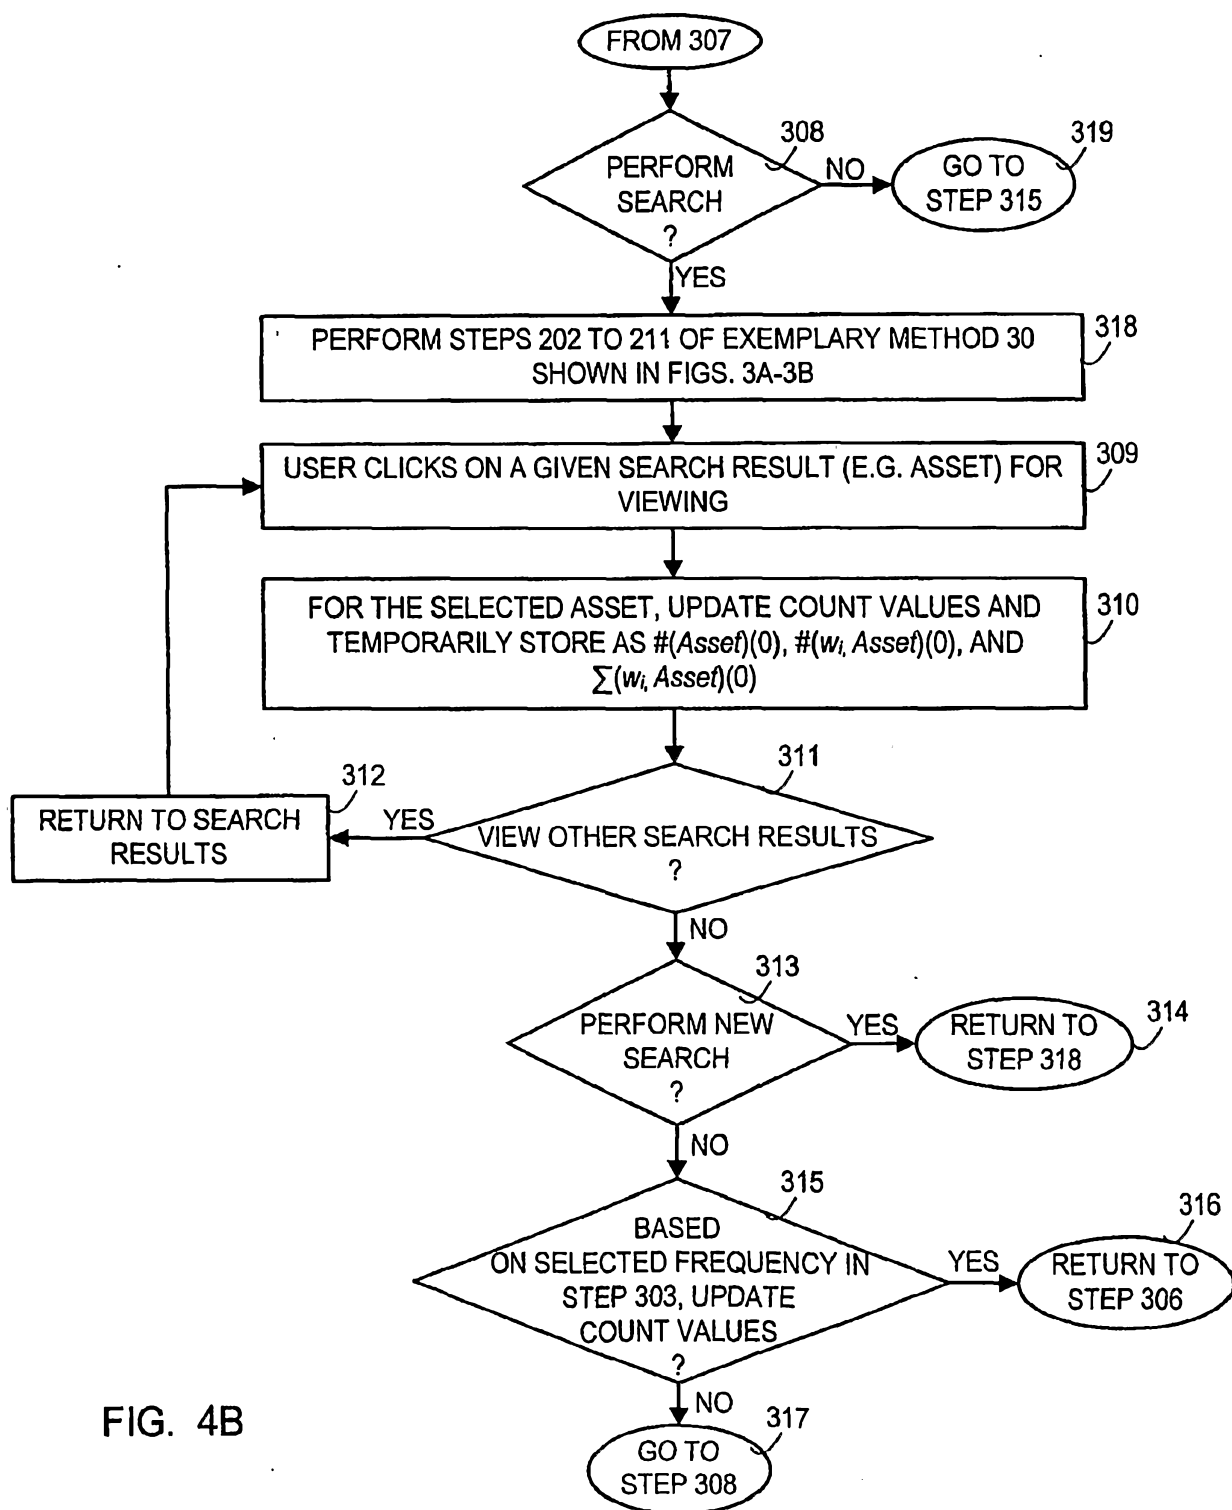 FROM 307
308
PERFORM
SEARCH
?
NO
319
GO TO
STEP 315
YES
PERFORM STEPS 202 TO 211 OF EXEMPLARY METHOD 30
SHOWN IN FIGS. 3A-3B
318
USER CLICKS ON A GIVEN SEARCH RESULT (E.G. ASSET) FOR
VIEWING
309
FOR THE SELECTED ASSET, UPDATE COUNT VALUES AND
TEMPORARILY STORE AS #(Asset)(0), #(wi, Asset)(0), AND
∑(wi, Asset)(0)
310
311
VIEW OTHER SEARCH RESULTS
?
YES
312
RETURN TO SEARCH
RESULTS
NO
313
PERFORM NEW
SEARCH
?
YES
RETURN TO
STEP 318
314
NO
315
BASED
ON SELECTED FREQUENCY IN
STEP 303, UPDATE
COUNT VALUES
?
YES
316
RETURN TO
STEP 306
NO
317
GO TO
STEP 308
FIG. 4B